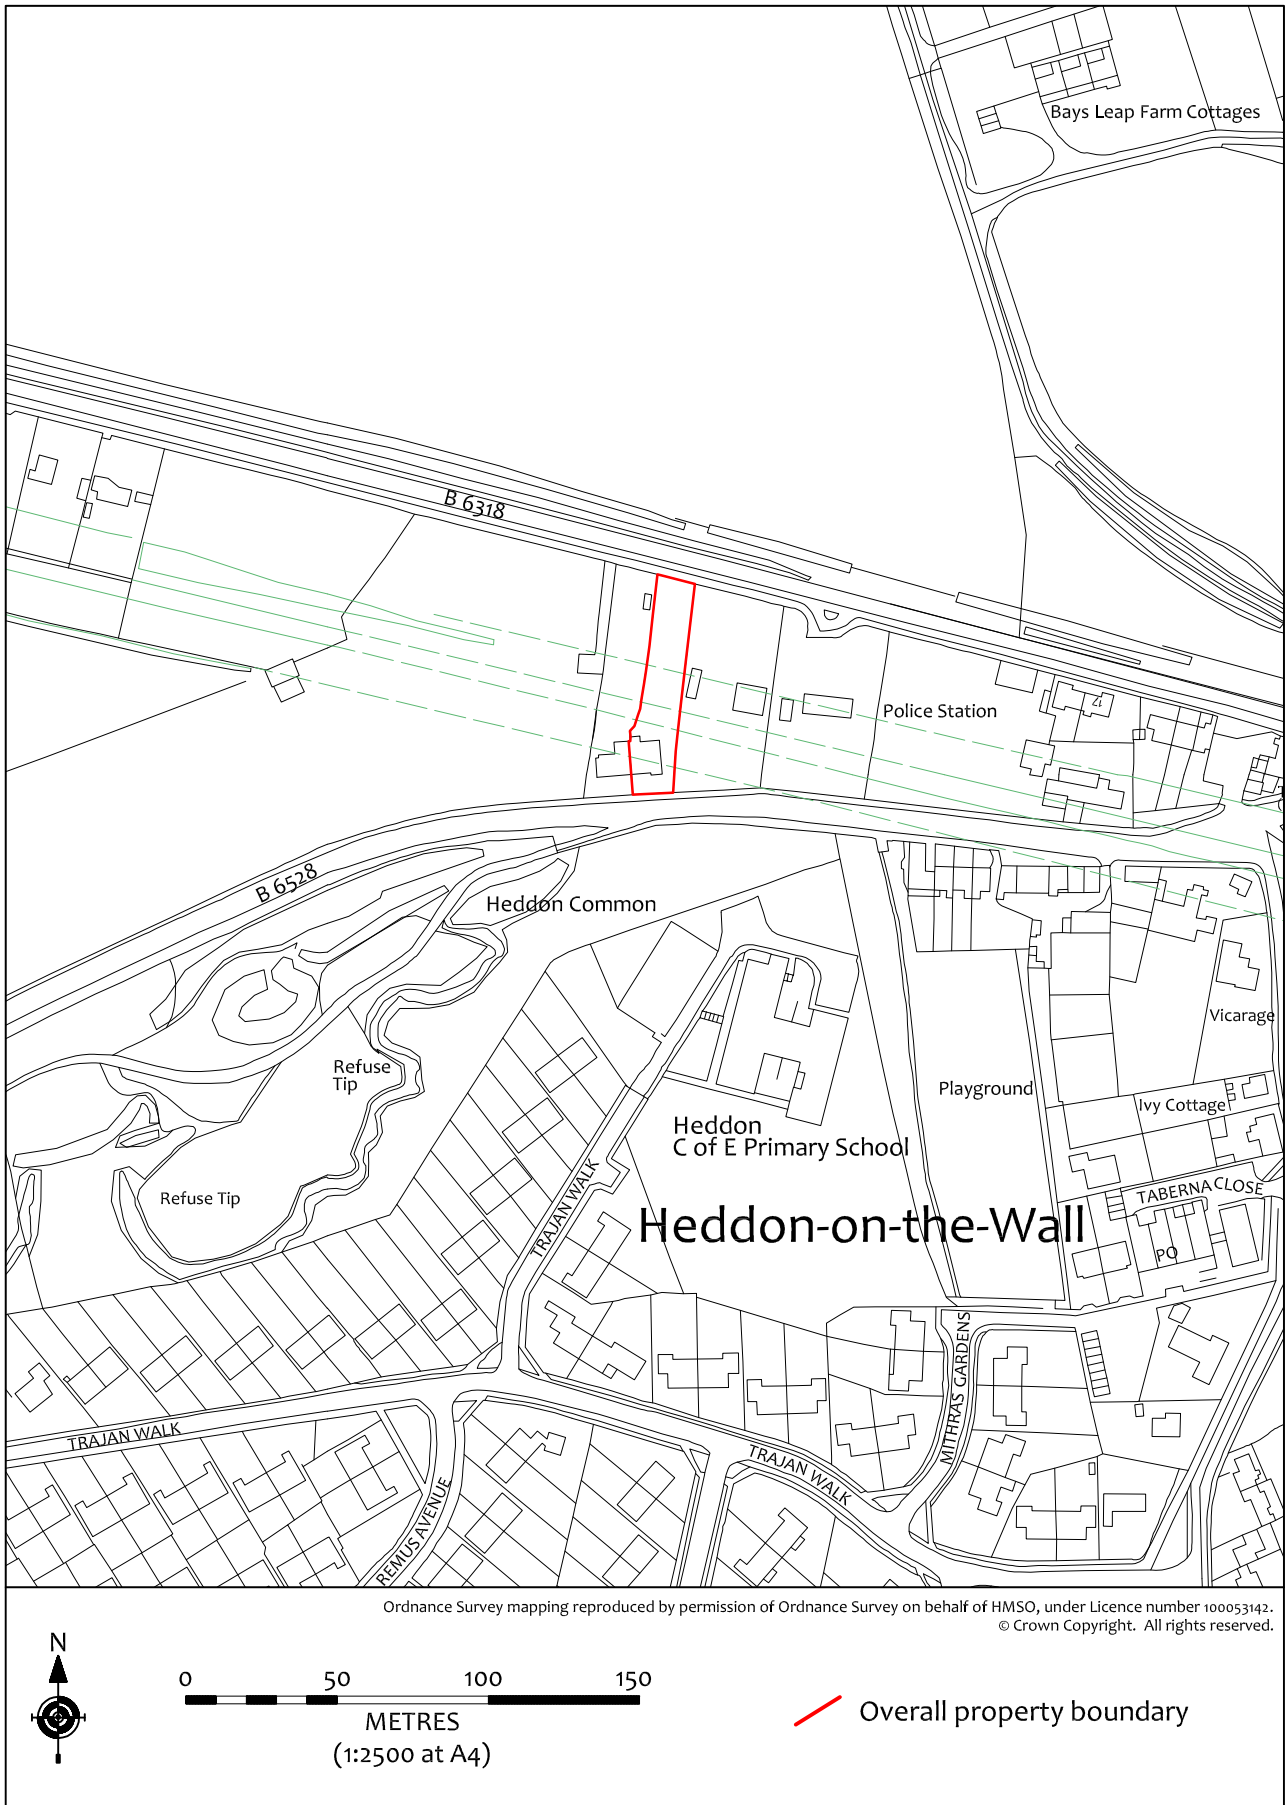 Bays Leap Farm Cottages
B 6318
Police Station
17
B 6528
Heddon Common
Vicarage
Refuse
Tip
Playground
Ivy Cottage
Heddon
C of E Primary School
Refuse Tip
TRAJAN WALK
TABERNA CLOSE
Heddon-on-the-Wall
PO
MITHRAS GARDENS
TRAJAN WALK
TRAJAN WALK
REMUS AVENUE
Ordnance Survey mapping reproduced by permission of Ordnance Survey on behalf of HMSO, under Licence number 100053142.
© Crown Copyright. All rights reserved.
N
0 50 100 150
METRES
(1:2500 at A4)
Overall property boundary